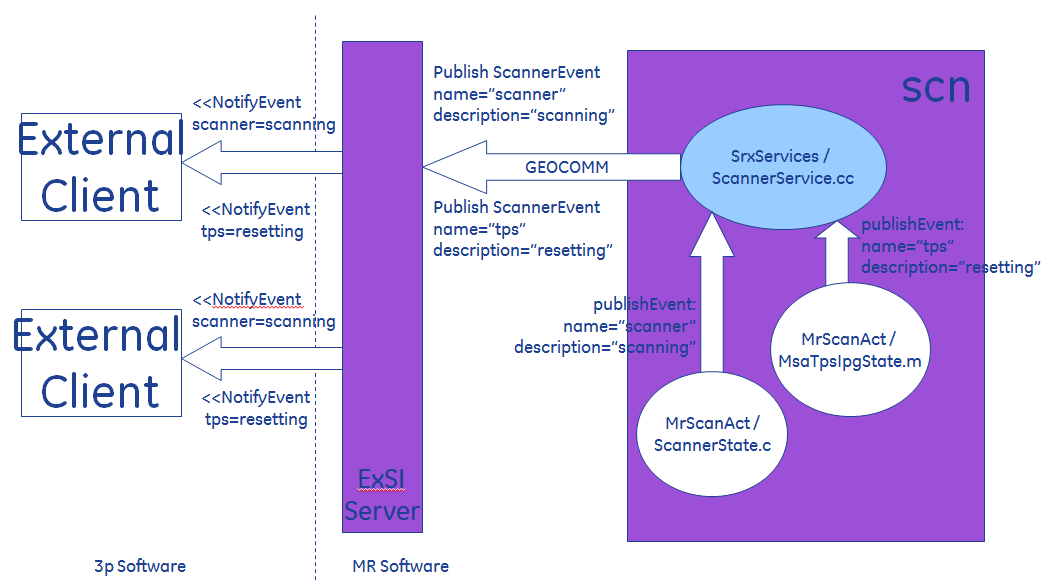 scn
Publish ScannerEvent
name=“scanner”
description=“scanning”
<<NotifyEvent
scanner=scanning
External
Client
<<NotifyEvent
tps=resetting
GEOCOMM
SrxServices /
ScannerService.cc
Publish ScannerEvent
name=“tps”
description=“resetting”
publishEvent:
name=“tps”
description=“resetting”
<<NotifyEvent
scanner=scanning
External
Client
<<NotifyEvent
tps=resetting
publishEvent:
name=“scanner”
description=“scanning”
MrScanAct /
MsaTpsIpgState.m
MrScanAct /
ScannerState.c
ExSI
Server
3p Software
MR Software